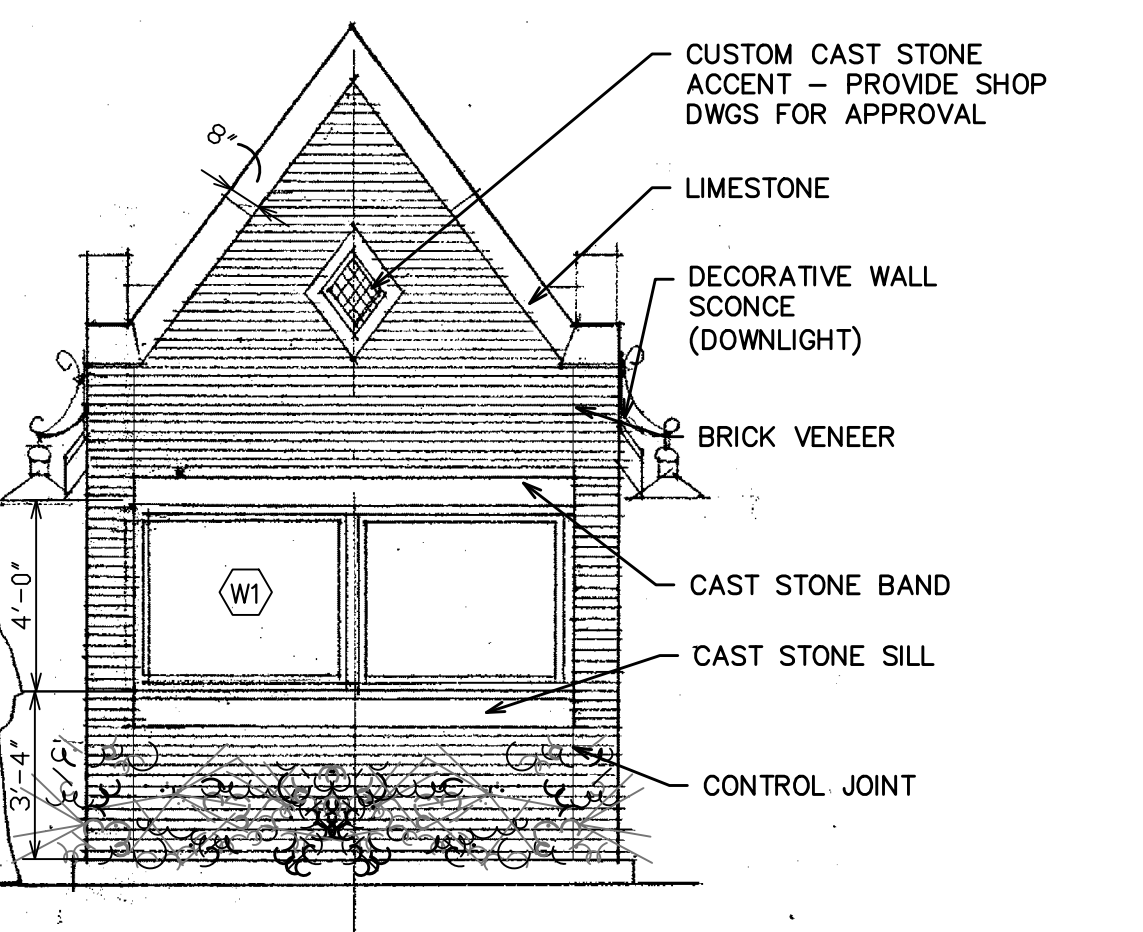 CUSTOM CAST STONE
ACCENT – PROVIDE SHOP
DWGS FOR APPROVAL
8"
LIMESTONE
DECORATIVE WALL
SCONCE
(DOWNLIGHT)
BRICK VENEER
4'-0"
W1
CAST STONE BAND
CAST STONE SILL
3'-4"
CONTROL JOINT